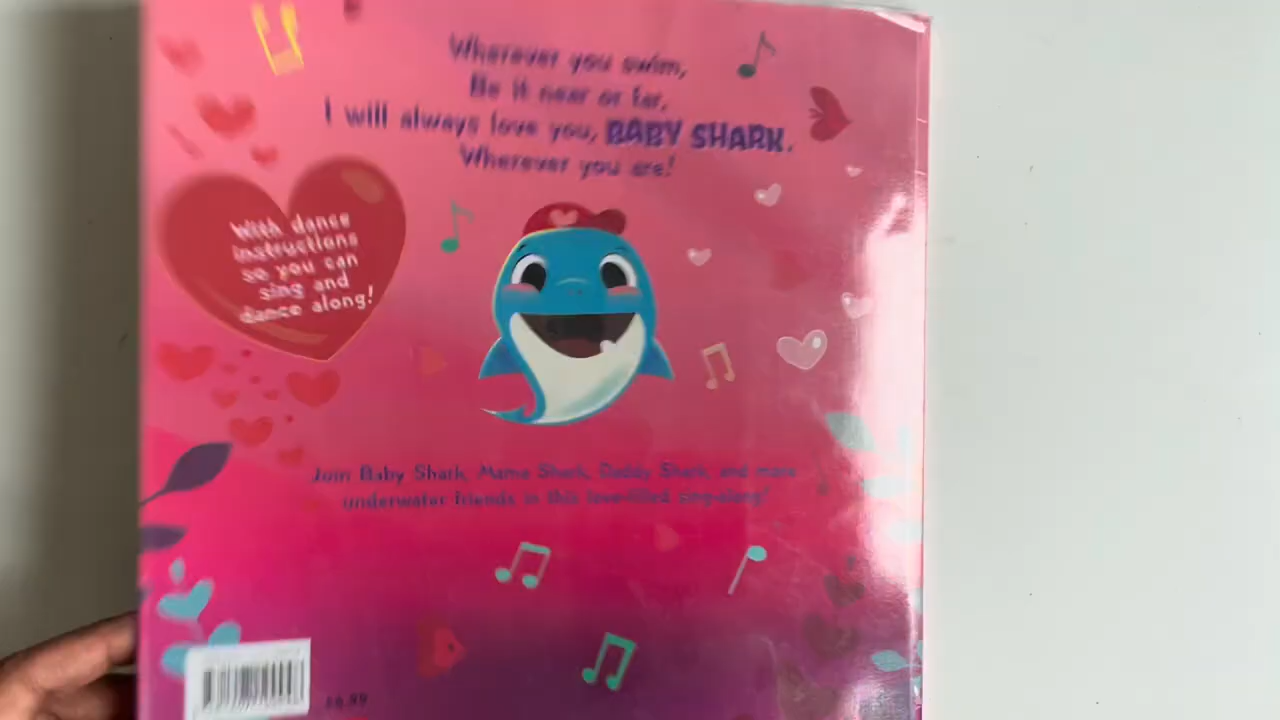 Wherever you swim,
Be it near or far,
I will always love you, BABY SHARK,
Wherever you are!
With dance
instructions
so you can
sing and
dance along!
Join Baby Shark, Mama Shark, Daddy Shark, and more
underwater friends in this love-filled sing-along!